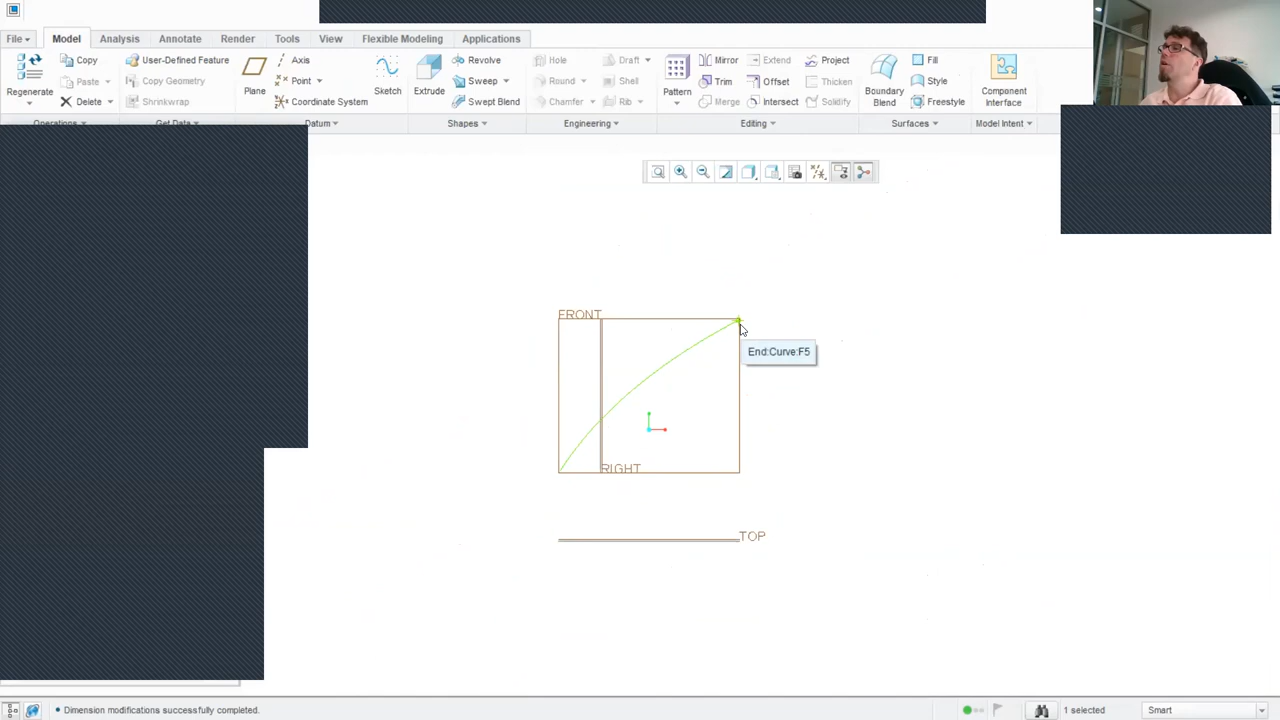 File
Model
Analysis
Annotate
Render
Tools
View
Flexible Modeling
Applications
Regenerate
Copy
Paste
Delete
User-Defined Feature
Copy Geometry
Shrinkwrap
Plane
Axis
Point
Coordinate System
Sketch
Extrude
Revolve
Sweep
Swept Blend
Hole
Round
Chamfer
Draft
Shell
Rib
Pattern
Mirror
Trim
Merge
Extend
Offset
Intersect
Project
Thicken
Solidify
Boundary
Blend
Fill
Style
Freestyle
Component
Interface
Operations
Get Data
Datum
Shapes
Engineering
Editing
Surfaces
Model Intent
FRONT
End:Curve:F5
RIGHT
TOP
• Dimension modifications successfully completed.
1 selected
Smart